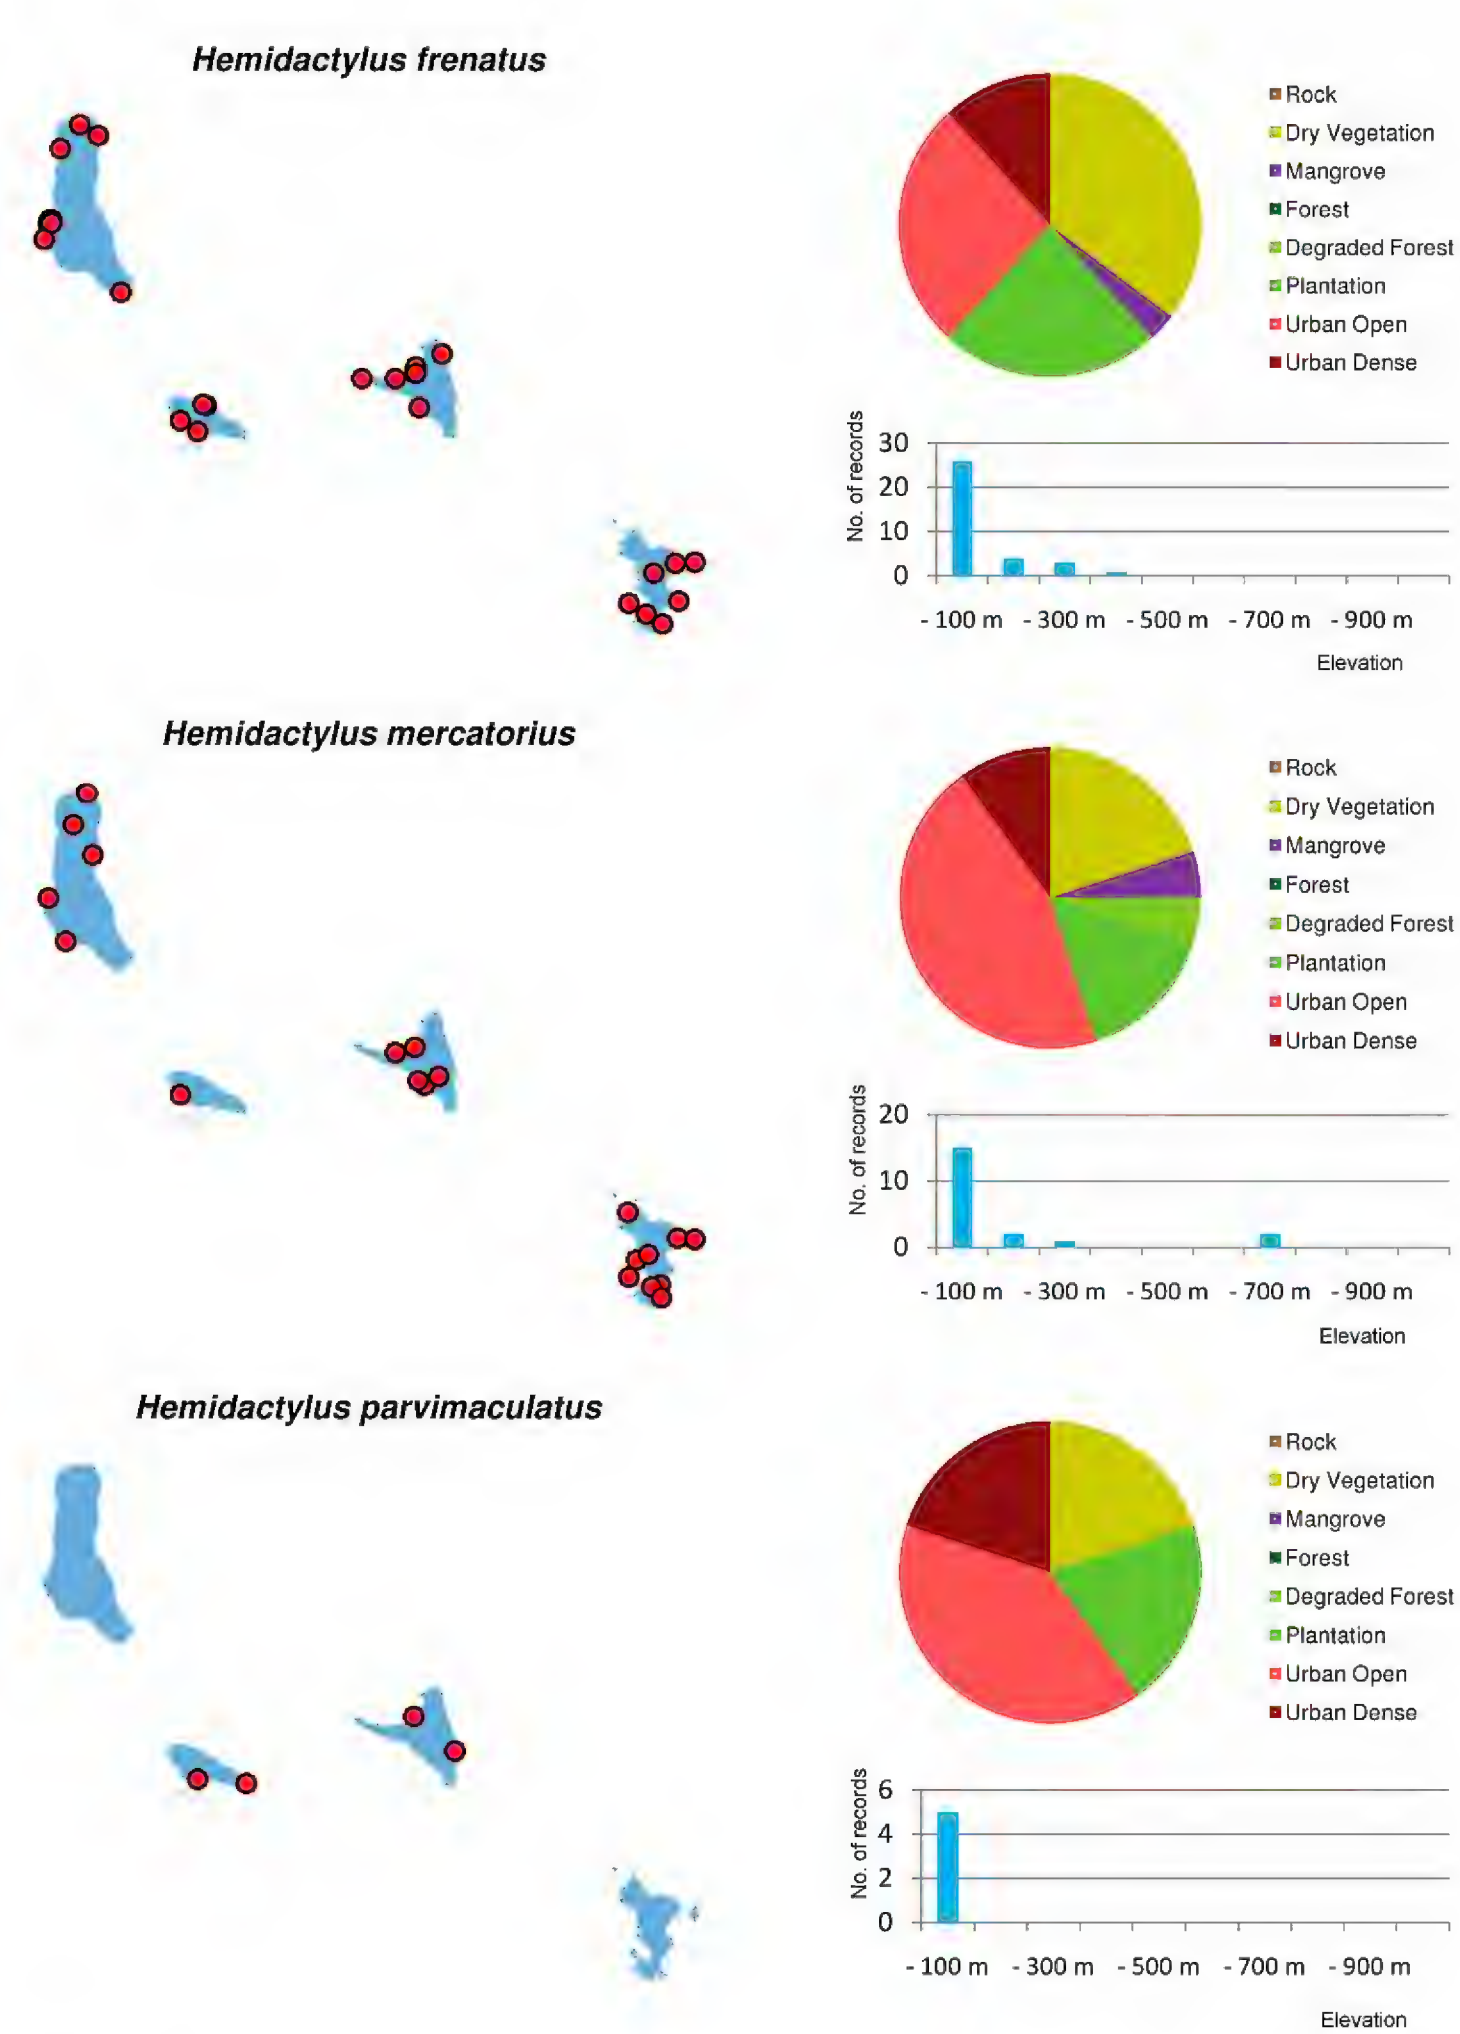 Hemidactylus frenatus
Rock
Dry Vegetation
Mangrove
Forest
Degraded Forest
Plantation
Urban Open
Urban Dense
No. of records
30
20
10
0
- 100 m - 300 m - 500 m - 700 m - 900 m
Elevation
Hemidactylus mercatorius
Rock
Dry Vegetation
Mangrove
Forest
Degraded Forest
Plantation
Urban Open
Urban Dense
No. of records
20
10
0
- 100 m - 300 m - 500 m - 700 m - 900 m
Elevation
Hemidactylus parvimaculatus
Rock
Dry Vegetation
Mangrove
Forest
Degraded Forest
Plantation
Urban Open
Urban Dense
No. of records
6
4
2
0
- 100 m - 300 m - 500 m - 700 m - 900 m
Elevation